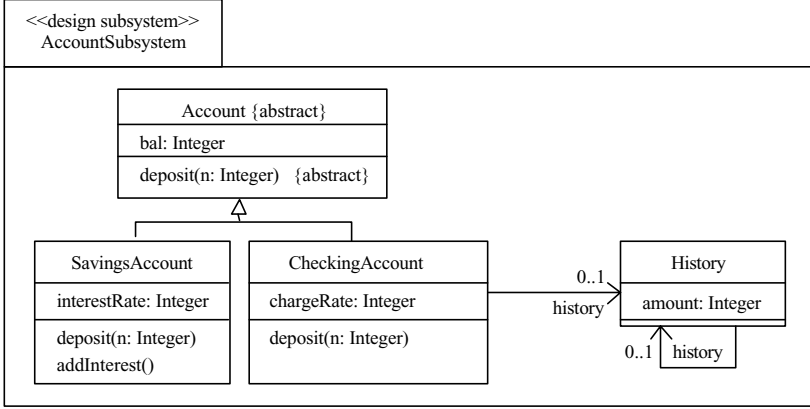 <<design subsystem>>
AccountSubsystem
Account {abstract}
bal: Integer
deposit(n: Integer) {abstract}
SavingsAccount
interestRate: Integer
deposit(n: Integer)
addInterest()
CheckingAccount
chargeRate: Integer
deposit(n: Integer)
0..1
history
History
amount: Integer
0..1
history